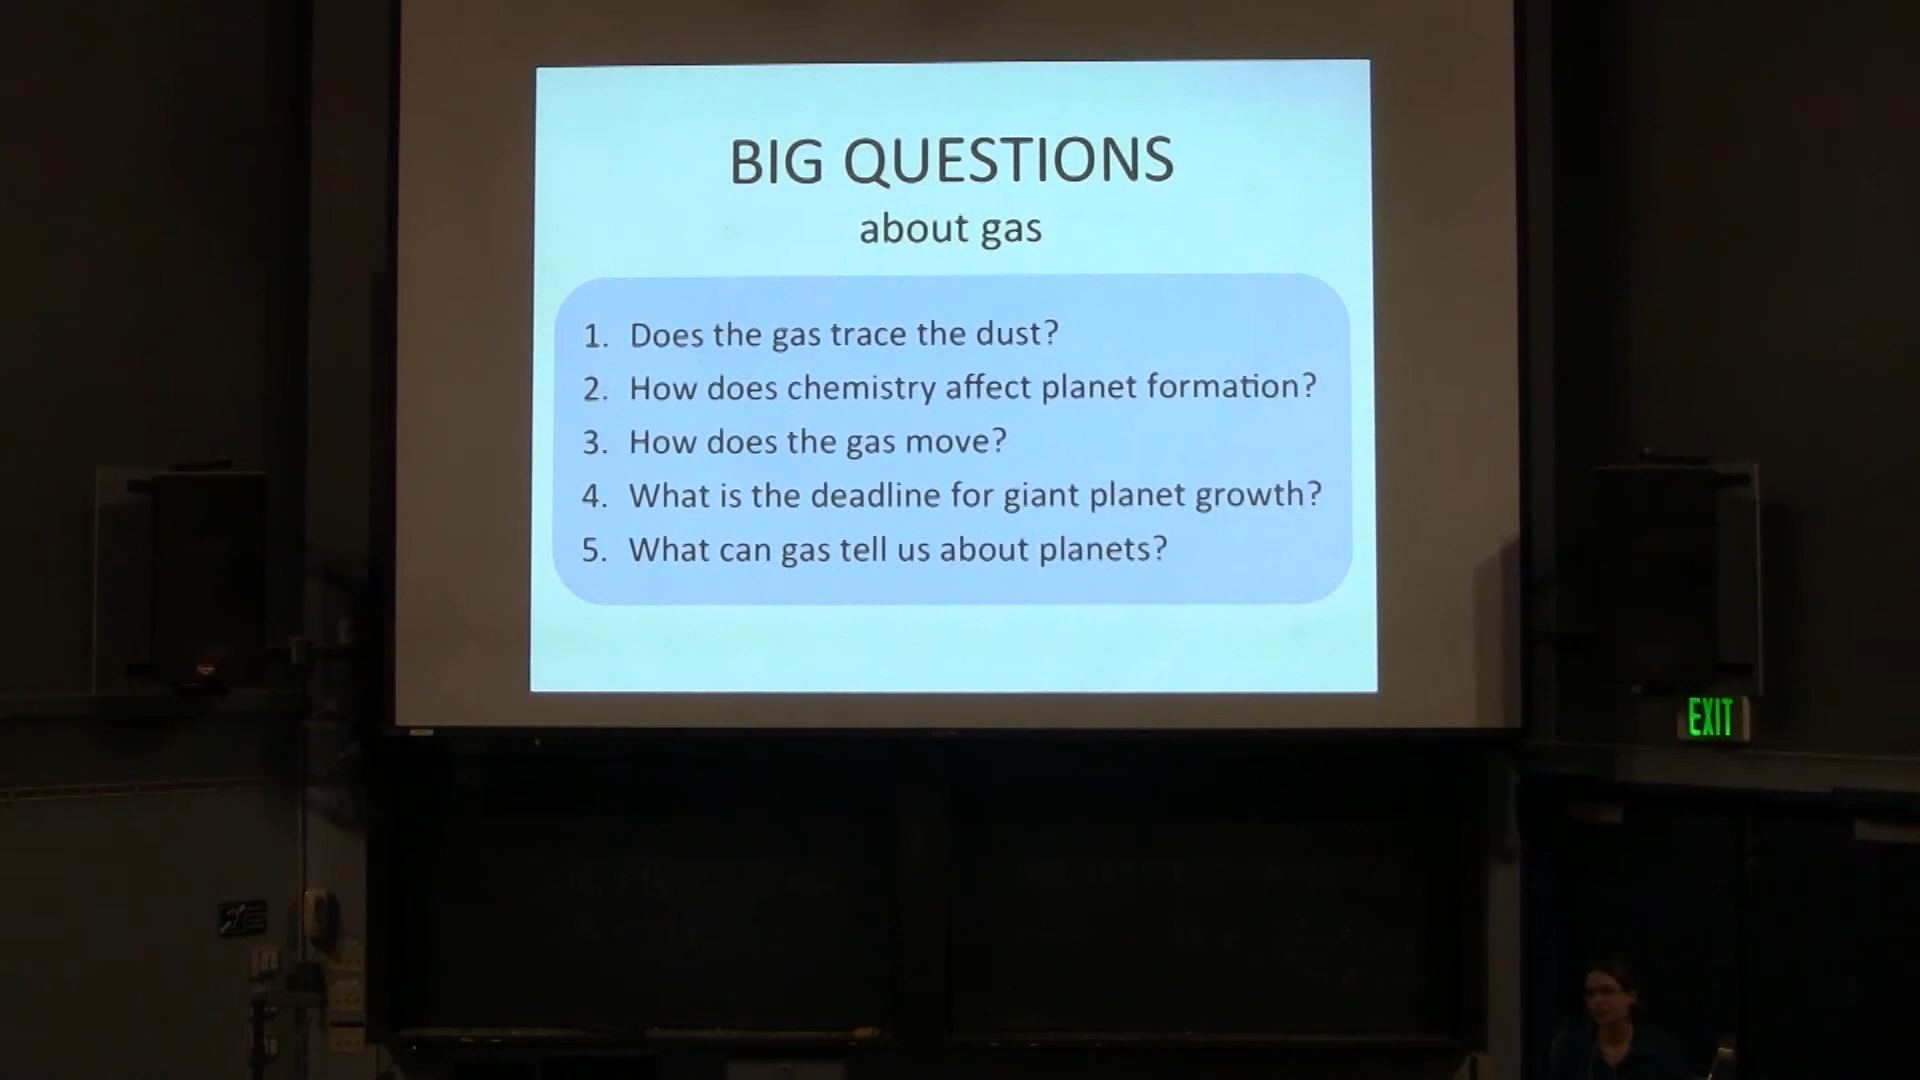 BIG QUESTIONS
about gas
1. Does the gas trace the dust?
2. How does chemistry affect planet formation?
3. How does the gas move?
4. What is the deadline for giant planet growth?
5. What can gas tell us about planets?
EXIT